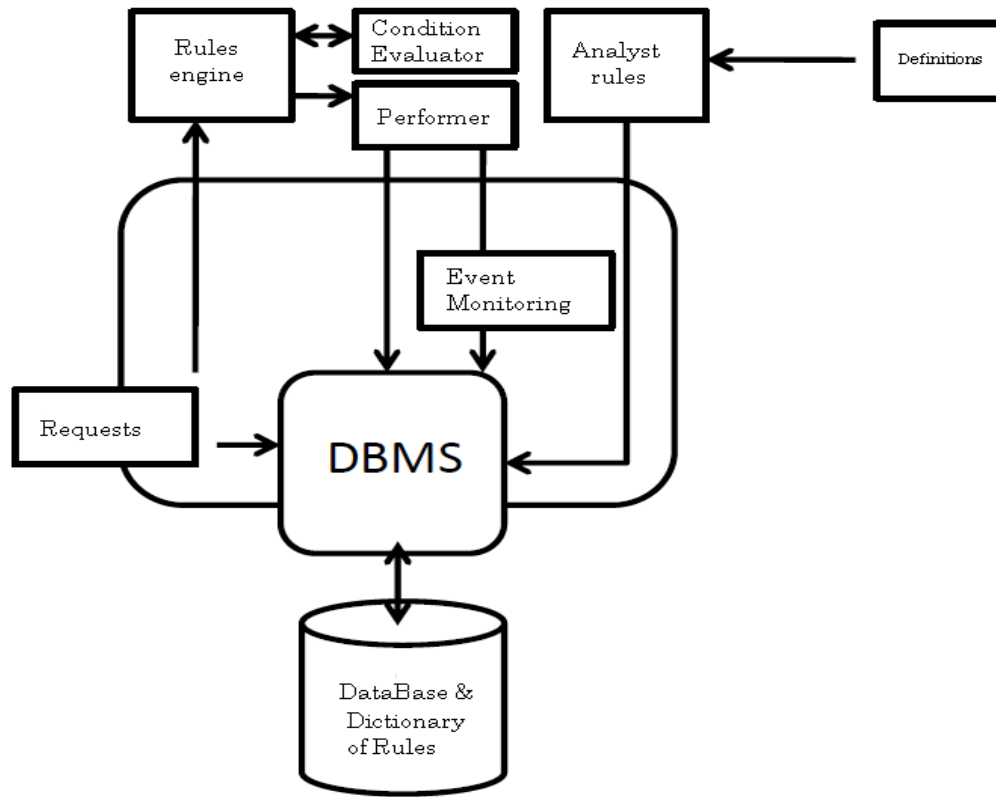 Rules
engine
Condition
Evaluator
Performer
Analyst
rules
Definitions
Event
Monitoring
Requests
DBMS
DataBase &
Dictionary
of Rules